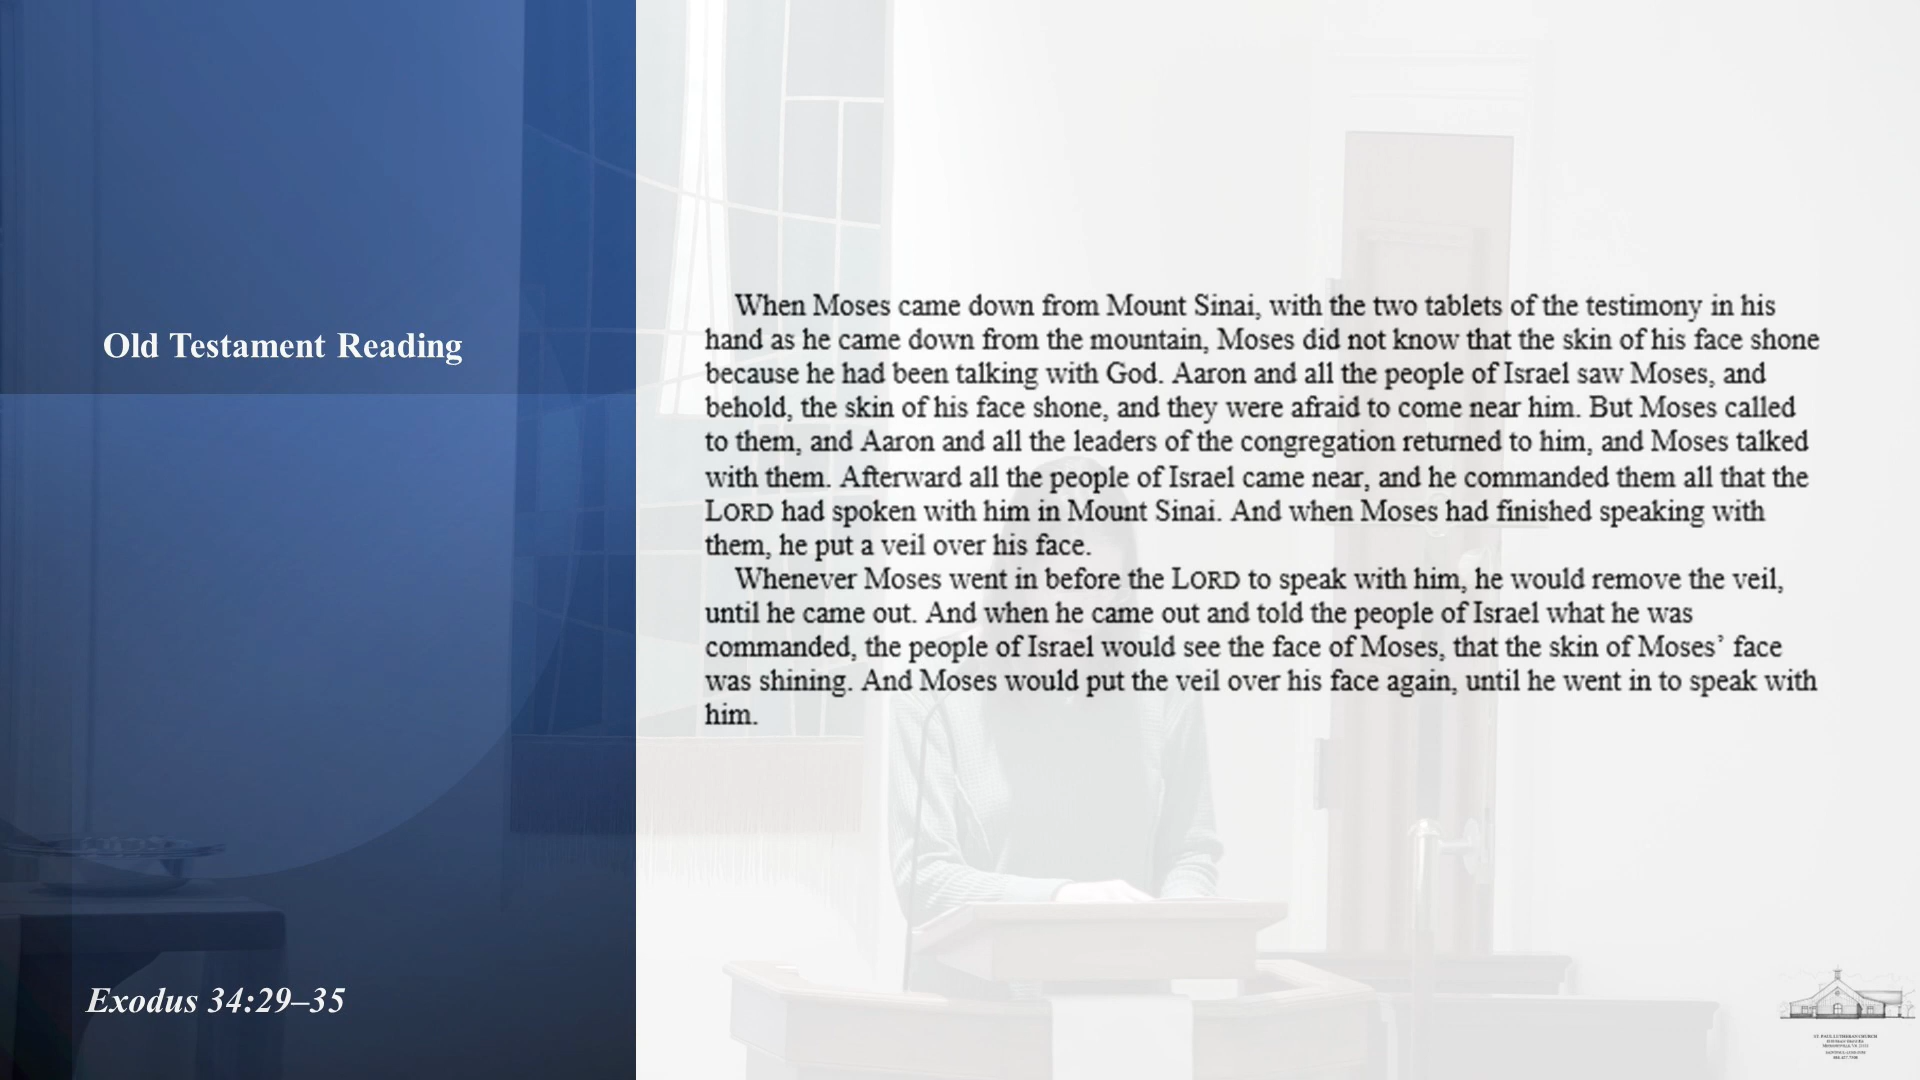 Old Testament Reading
When Moses came down from Mount Sinai, with the two tablets of the testimony in his
hand as he came down from the mountain, Moses did not know that the skin of his face shone
because he had been talking with God. Aaron and all the people of Israel saw Moses, and
behold, the skin of his face shone, and they were afraid to come near him. But Moses called
to them, and Aaron and all the leaders of the congregation returned to him, and Moses talked
with them. Afterward all the people of Israel came near, and he commanded them all that the
LORD had spoken with him in Mount Sinai. And when Moses had finished speaking with
them, he put a veil over his face.
Whenever Moses went in before the LORD to speak with him, he would remove the veil,
until he came out. And when he came out and told the people of Israel what he was
commanded, the people of Israel would see the face of Moses, that the skin of Moses’ face
was shining. And Moses would put the veil over his face again, until he went in to speak with
him.
Exodus 34:29–35
ST. PAUL LUTHERAN CHURCH